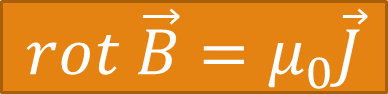 rot B⃗ = μ₀J⃗